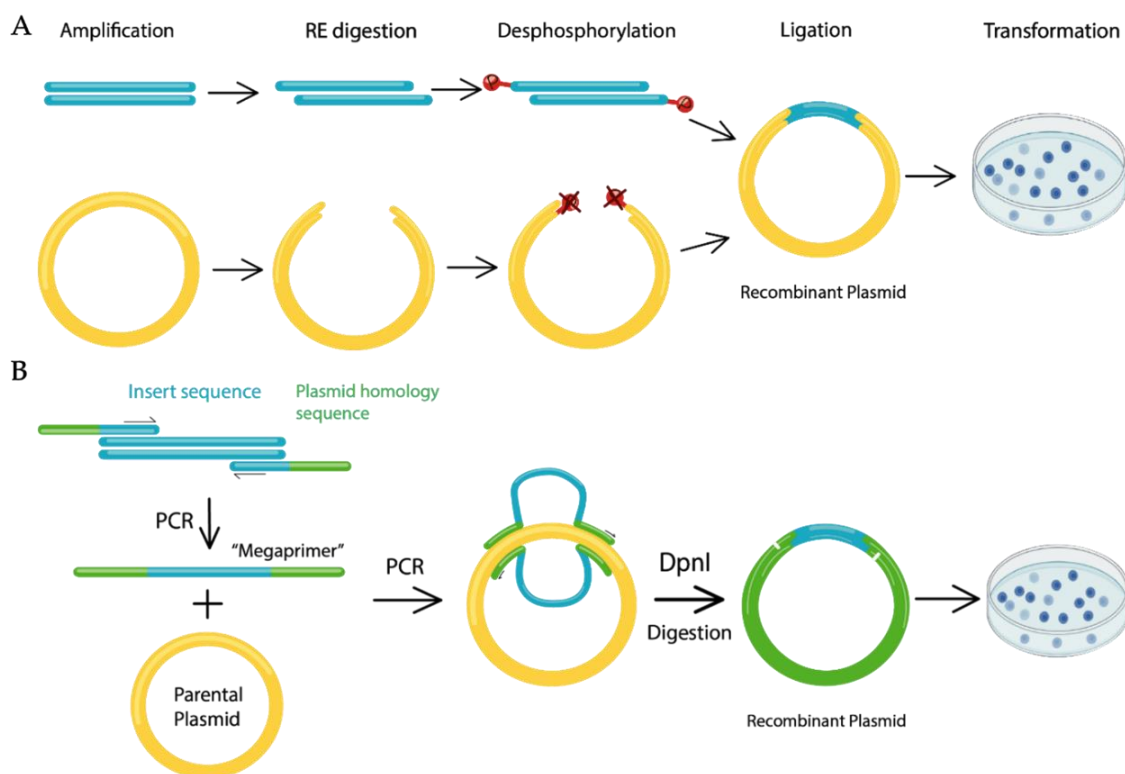 A
Amplification
RE digestion
Desphosphorylation
Ligation
Transformation
Recombinant Plasmid
B
Insert sequence
Plasmid homology
sequence
PCR
"Megaprimer"
+
Parental
Plasmid
PCR
DpnI
Digestion
Recombinant Plasmid